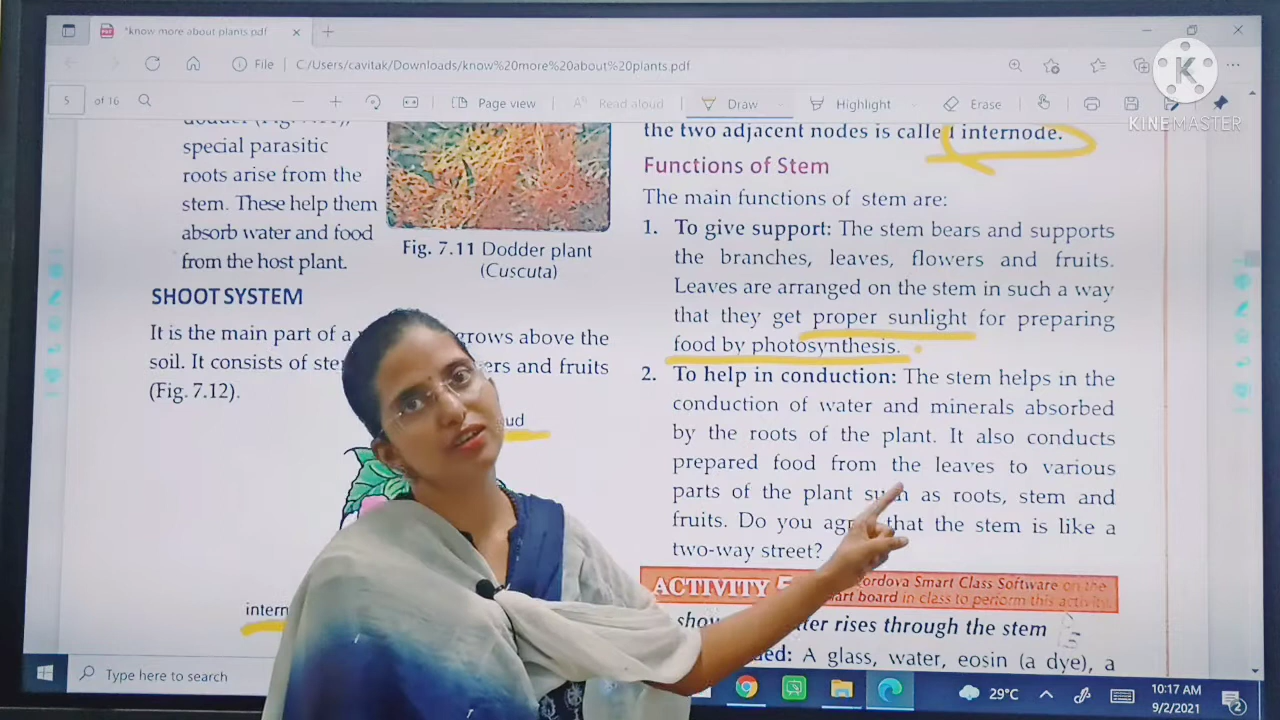 *know more about plants.pdf
File
C:/Users/cavitak/Downloads/know%20more%20about%20plants.pdf
5 of 16
Page view
Read aloud
Draw
Highlight
Erase
K
KINEMASTER
special parasitic
roots arise from the
stem. These help them
absorb water and food
from the host plant.
Fig. 7.11 Dodder plant
(Cuscuta)
SHOOT SYSTEM
It is the main part of a grows above the
soil. It consists of and fruits
(Fig. 7.12).
the two adjacent nodes is called internode.
Functions of Stem
The main functions of stem are:
1. To give support: The stem bears and supports
the branches, leaves, flowers and fruits.
Leaves are arranged on the stem in such a way
that they get proper sunlight for preparing
food by photosynthesis.
2. To help in conduction: The stem helps in the
conduction of water and minerals absorbed
by the roots of the plant. It also conducts
prepared food from the leaves to various
parts of the plant such as roots, stem and
fruits. Do you agree that the stem is like a
two-way street?
ACTIVITY
Cordova Smart Class Software on the
board in class to perform this activity.
rises through the stem
A glass, water, eosin (a dye), a
Type here to search
29°C
10:17 AM
9/2/2021
2